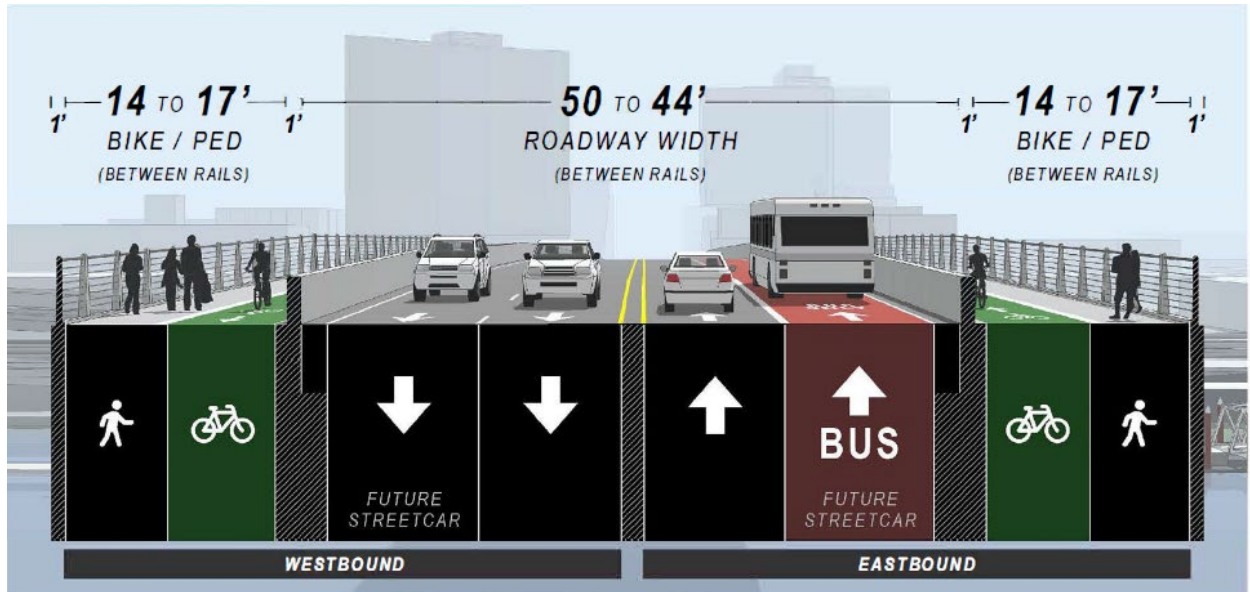 14 TO 17’
1’
1’
BIKE / PED
(BETWEEN RAILS)
50 TO 44’
ROADWAY WIDTH
(BETWEEN RAILS)
14 TO 17’
1’
1’
BIKE / PED
(BETWEEN RAILS)
BUS
FUTURE
STREETCAR
FUTURE
STREETCAR
WESTBOUND
EASTBOUND